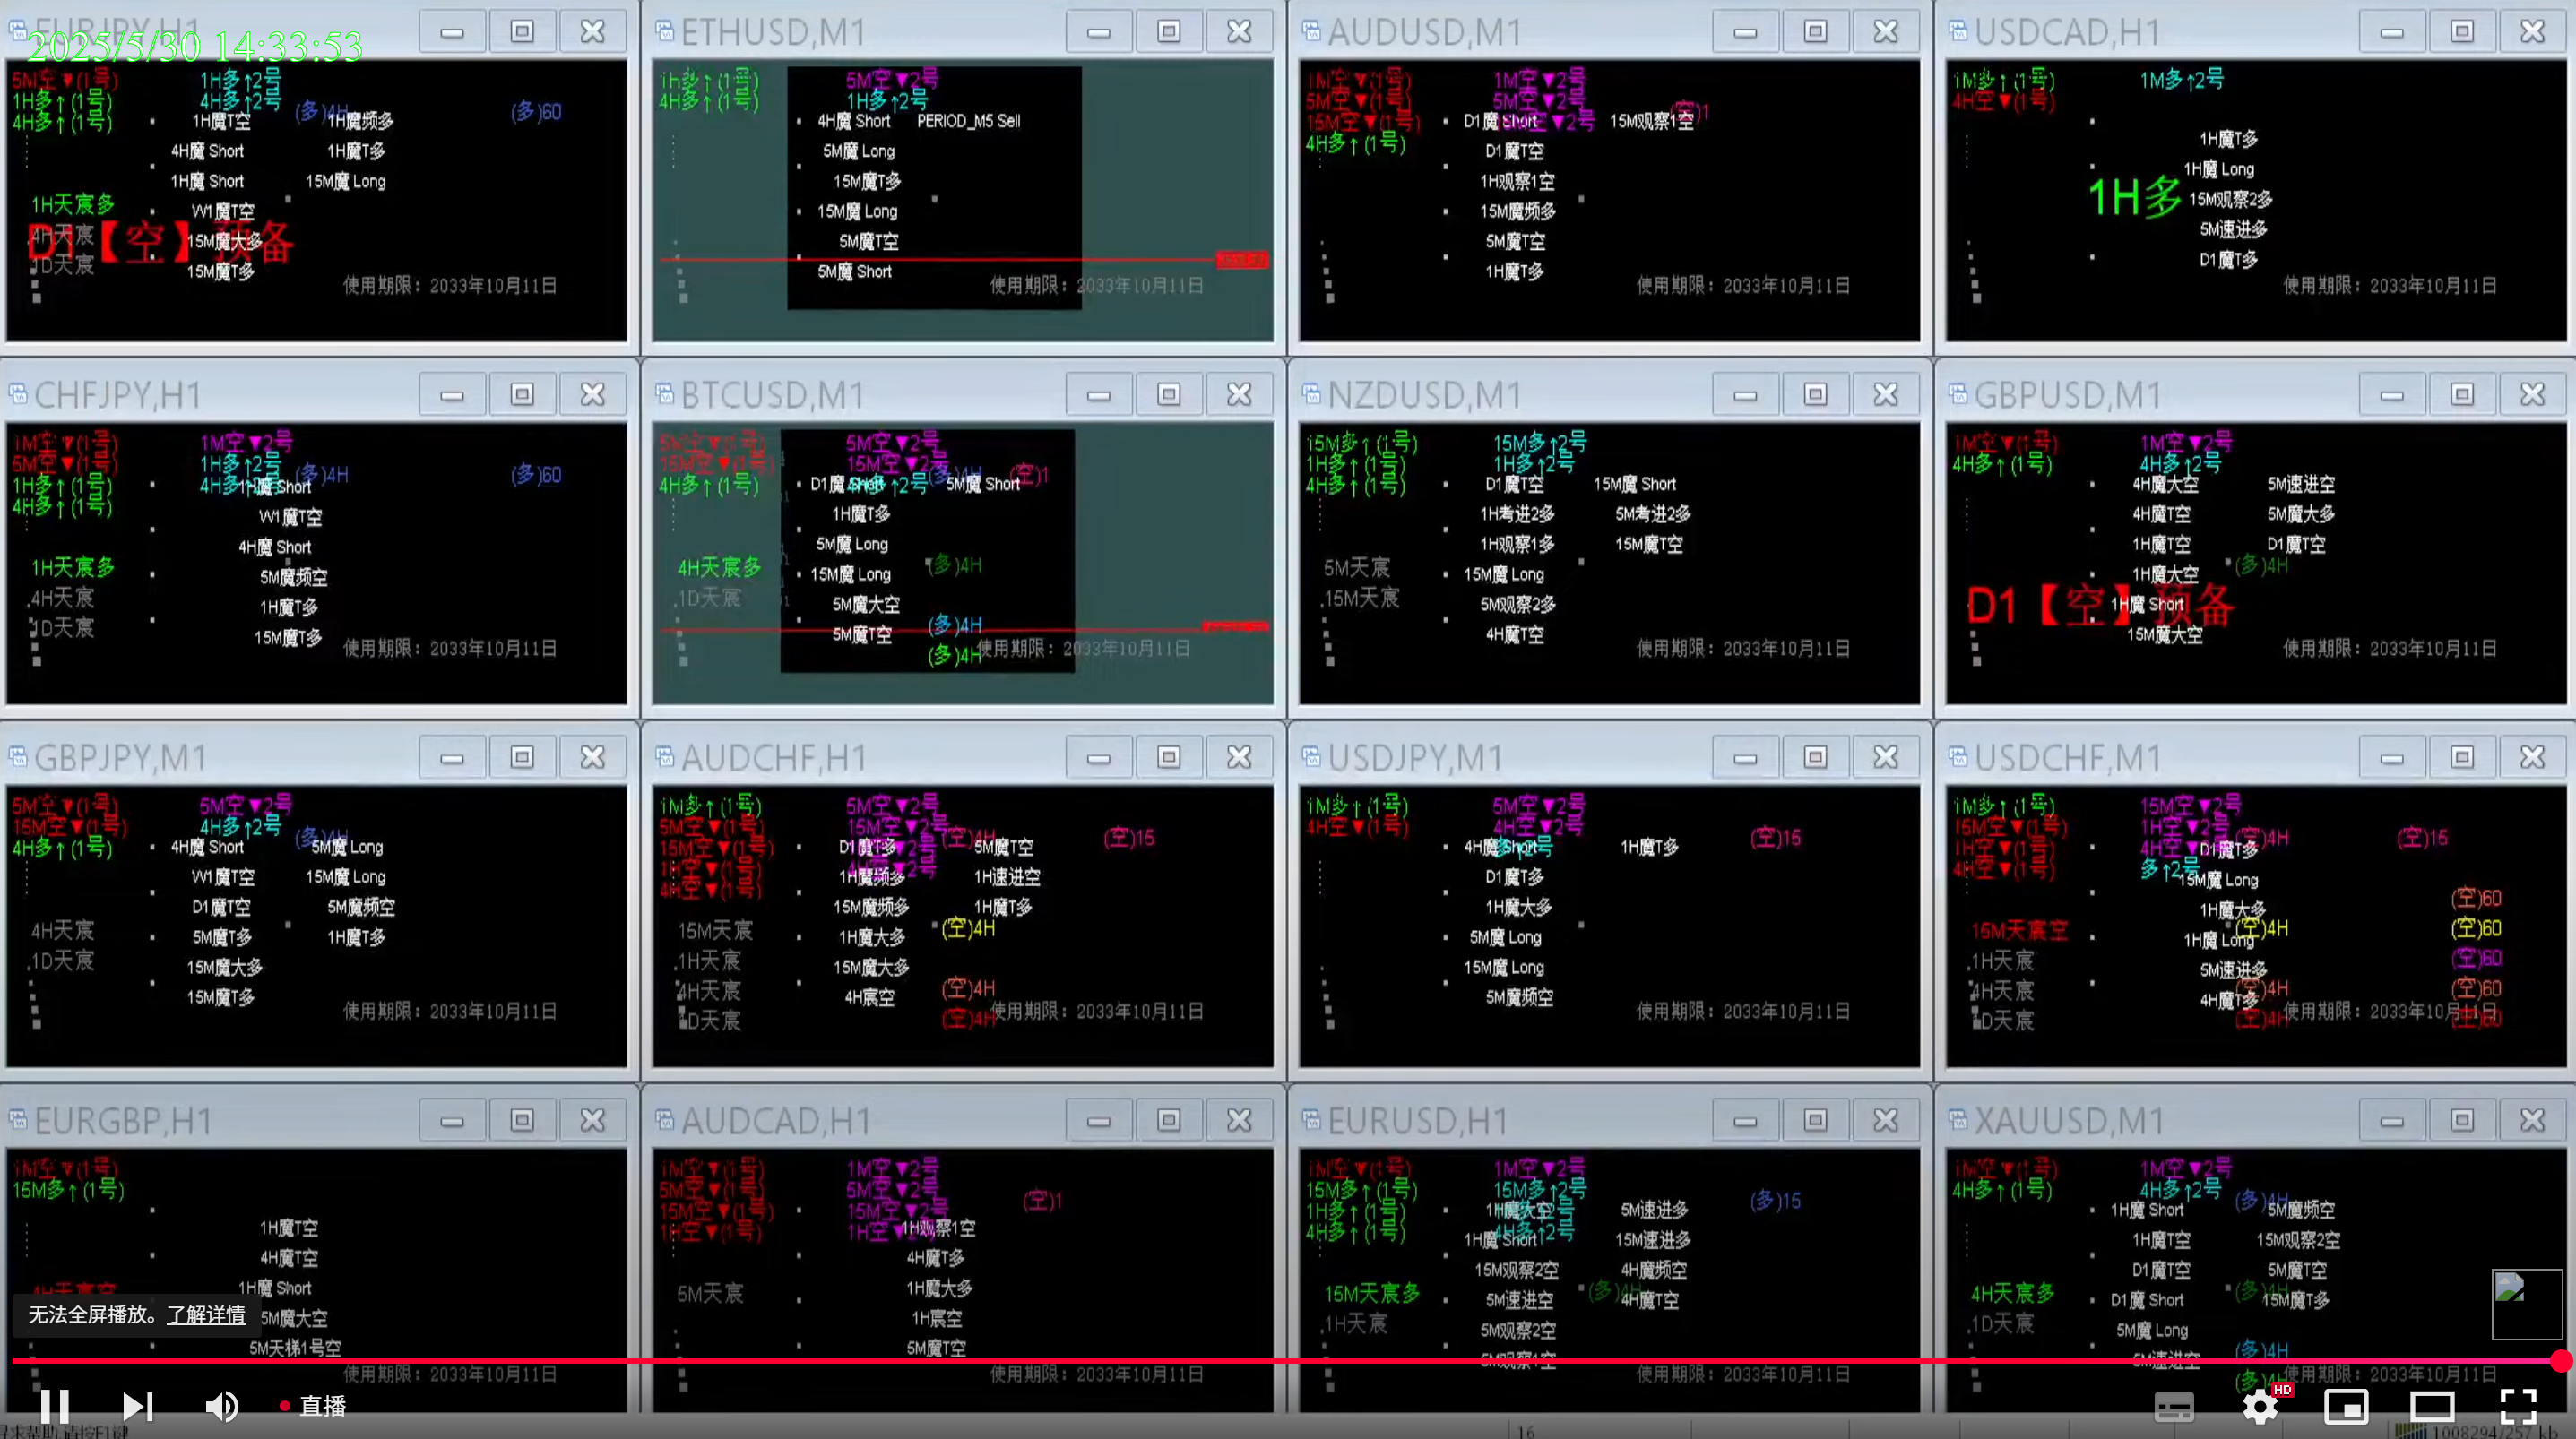 EURJPY,H1
2025/5/30 14:33:53
5M空▼(1号)
1H多↑(1号)
4H多↑(1号)
1H多↑2号
4H多↑2号
(多)4H
(多)60
1H魔T空
1H魔频多
4H魔 Short
1H魔T多
1H魔 Short
15M魔 Long
W1魔T空
15M魔大多
15M魔T多
1H天宸多
4H天宸
1D天宸
D1【空】预备
使用期限：2033年10月11日
ETHUSD,M1
1h多↑(1号)
4H多↑(1号)
5M空▼2号
1H多↑2号
4H魔 Short
PERIOD_M5 Sell
5M魔 Long
15M魔T多
15M魔 Long
5M魔T空
5M魔 Short
使用期限：2033年10月11日
AUDUSD,M1
1M空▼(1号)
5M空▼(1号)
15M空▼(1号)
4H多↑(1号)
1M空▼2号
5M空▼2号
15M空▼2号
(空)1
D1魔 Short
15M观察1空
D1魔T空
1H观察1空
15M魔频多
5M魔T空
1H魔T多
使用期限：2033年10月11日
USDCAD,H1
1M多↑(1号)
4H空▼(1号)
1M多↑2号
1H魔T多
1H魔 Long
1H多
15M观察2多
5M速进多
D1魔T多
使用期限：2033年10月11日
CHFJPY,H1
1M空▼(1号)
5M空▼(1号)
1H多↑(1号)
4H多↑(1号)
1M空▼2号
1H多↑2号
4H多↑2号
(多)4H
(多)60
1H魔 Short
W1魔T空
4H魔 Short
5M魔频空
1H魔T多
15M魔T多
1H天宸多
4H天宸
1D天宸
使用期限：2033年10月11日
BTCUSD,M1
5M空▼(1号)
15M空▼(1号)
4H多↑(1号)
5M空▼2号
15M空▼2号
4H多↑2号
(多)4H
(空)1
D1魔 Short
5M魔 Short
1H魔T多
5M魔 Long
15M魔 Long
5M魔大空
5M魔T空
4H天宸多
1D天宸
(多)4H
(多)4H
(多)4H
使用期限：2033年10月11日
NZDUSD,M1
15M多↑(1号)
1H多↑(1号)
4H多↑(1号)
15M多↑2号
1H多↑2号
D1魔T空
15M魔 Short
1H考进2多
5M考进2多
1H观察1多
15M魔T空
15M魔 Long
5M观察2多
4H魔T空
5M天宸
15M天宸
使用期限：2033年10月11日
GBPUSD,M1
1M空▼(1号)
4H多↑(1号)
1M空▼2号
4H多↑2号
4H魔大空
5M速进空
4H魔T空
5M魔大多
1H魔T空
D1魔T空
1H魔大空
(多)4H
1H魔 Short
15M魔大空
D1【空】预备
使用期限：2033年10月11日
GBPJPY,M1
5M空▼(1号)
15M空▼(1号)
4H多↑(1号)
5M空▼2号
4H多↑2号
(多)4H
4H魔 Short
5M魔 Long
W1魔T空
15M魔 Long
D1魔T空
5M魔频空
5M魔T多
1H魔T多
15M魔大多
15M魔T多
4H天宸
1D天宸
使用期限：2033年10月11日
AUDCHF,H1
1M多↑(1号)
5M空▼(1号)
15M空▼(1号)
1H空▼(1号)
4H空▼(1号)
5M空▼2号
15M空▼2号
(空)4H
(空)15
D1魔T多
5M魔T空
1H魔频多
1H速进空
15M魔频多
1H魔T多
1H魔大多
15M魔大多
4H宸空
15M天宸
1H天宸
4H天宸
1D天宸
(空)4H
(空)4H
(空)4H
使用期限：2033年10月11日
USDJPY,M1
1M多↑(1号)
4H空▼(1号)
5M空▼2号
4H空▼2号
多↑2号
(空)15
4H魔 Short
1H魔T多
D1魔T多
1H魔大多
5M魔 Long
15M魔 Long
5M魔频空
使用期限：2033年10月11日
USDCHF,M1
1M多↑(1号)
15M空▼(1号)
1H空▼(1号)
4H空▼(1号)
15M空▼2号
1H空▼2号
4H空▼2号
多↑2号
(空)4H
(空)15
D1魔T多
15M魔 Long
1H魔大多
1H魔 Long
5M速进多
4H魔T多
15M天宸空
1H天宸
4H天宸
1D天宸
(空)60
(空)4H
(空)60
(空)60
(空)4H
(空)60
(空)4H
(空)60
使用期限：2033年10月11日
EURGBP,H1
1M空▼(1号)
15M多↑(1号)
1H魔T空
4H魔T空
1H魔 Short
5M魔大空
5M天梯1号空
4H天宸空
使用期限：2033年10月11日
AUDCAD,H1
1M空▼(1号)
5M空▼(1号)
15M空▼(1号)
1H空▼(1号)
1M空▼2号
5M空▼2号
15M空▼2号
1H空▼2号
(空)1
1H观察1空
4H魔T多
1H魔大多
1H宸空
5M魔T空
5M天宸
使用期限：2033年10月11日
EURUSD,H1
1M空▼(1号)
15M多↑(1号)
1H多↑(1号)
4H多↑(1号)
1M空▼2号
15M多↑2号
4H多↑2号
(多)15
1H魔大空
5M速进多
1H魔 Short
15M速进多
15M观察2空
4H魔频空
5M速进空
4H魔T空
5M观察2空
5M观察1空
15M天宸多
1H天宸
(多)4H
使用期限：2033年10月11日
XAUUSD,M1
1M空▼(1号)
4H多↑(1号)
1M空▼2号
4H多↑2号
(多)4H
1H魔 Short
5M魔频空
1H魔T空
15M观察2空
D1魔T空
5M魔T空
D1魔 Short
15M魔T多
5M魔 Long
5M速进空
4H天宸多
1D天宸
(多)4H
(多)4H
使用期限：2033年10月11日
无法全屏播放。了解详情
直播
HD
16
1008294/257 kb